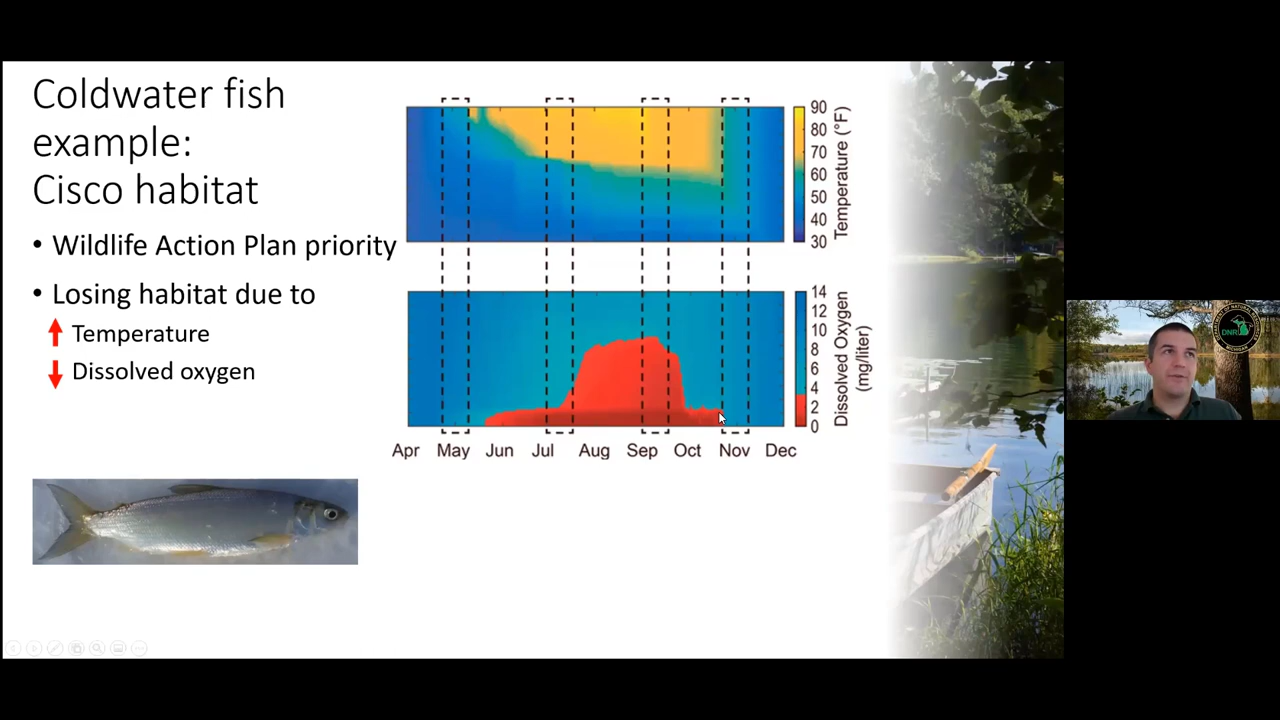 Coldwater fish
example:
Cisco habitat
• Wildlife Action Plan priority
• Losing habitat due to
Temperature
Dissolved oxygen
90
80
70
60
50
40
30
Temperature (°F)
14
12
10
8
6
4
2
0
Dissolved Oxygen
(mg/liter)
Apr May Jun Jul Aug Sep Oct Nov Dec
DNR